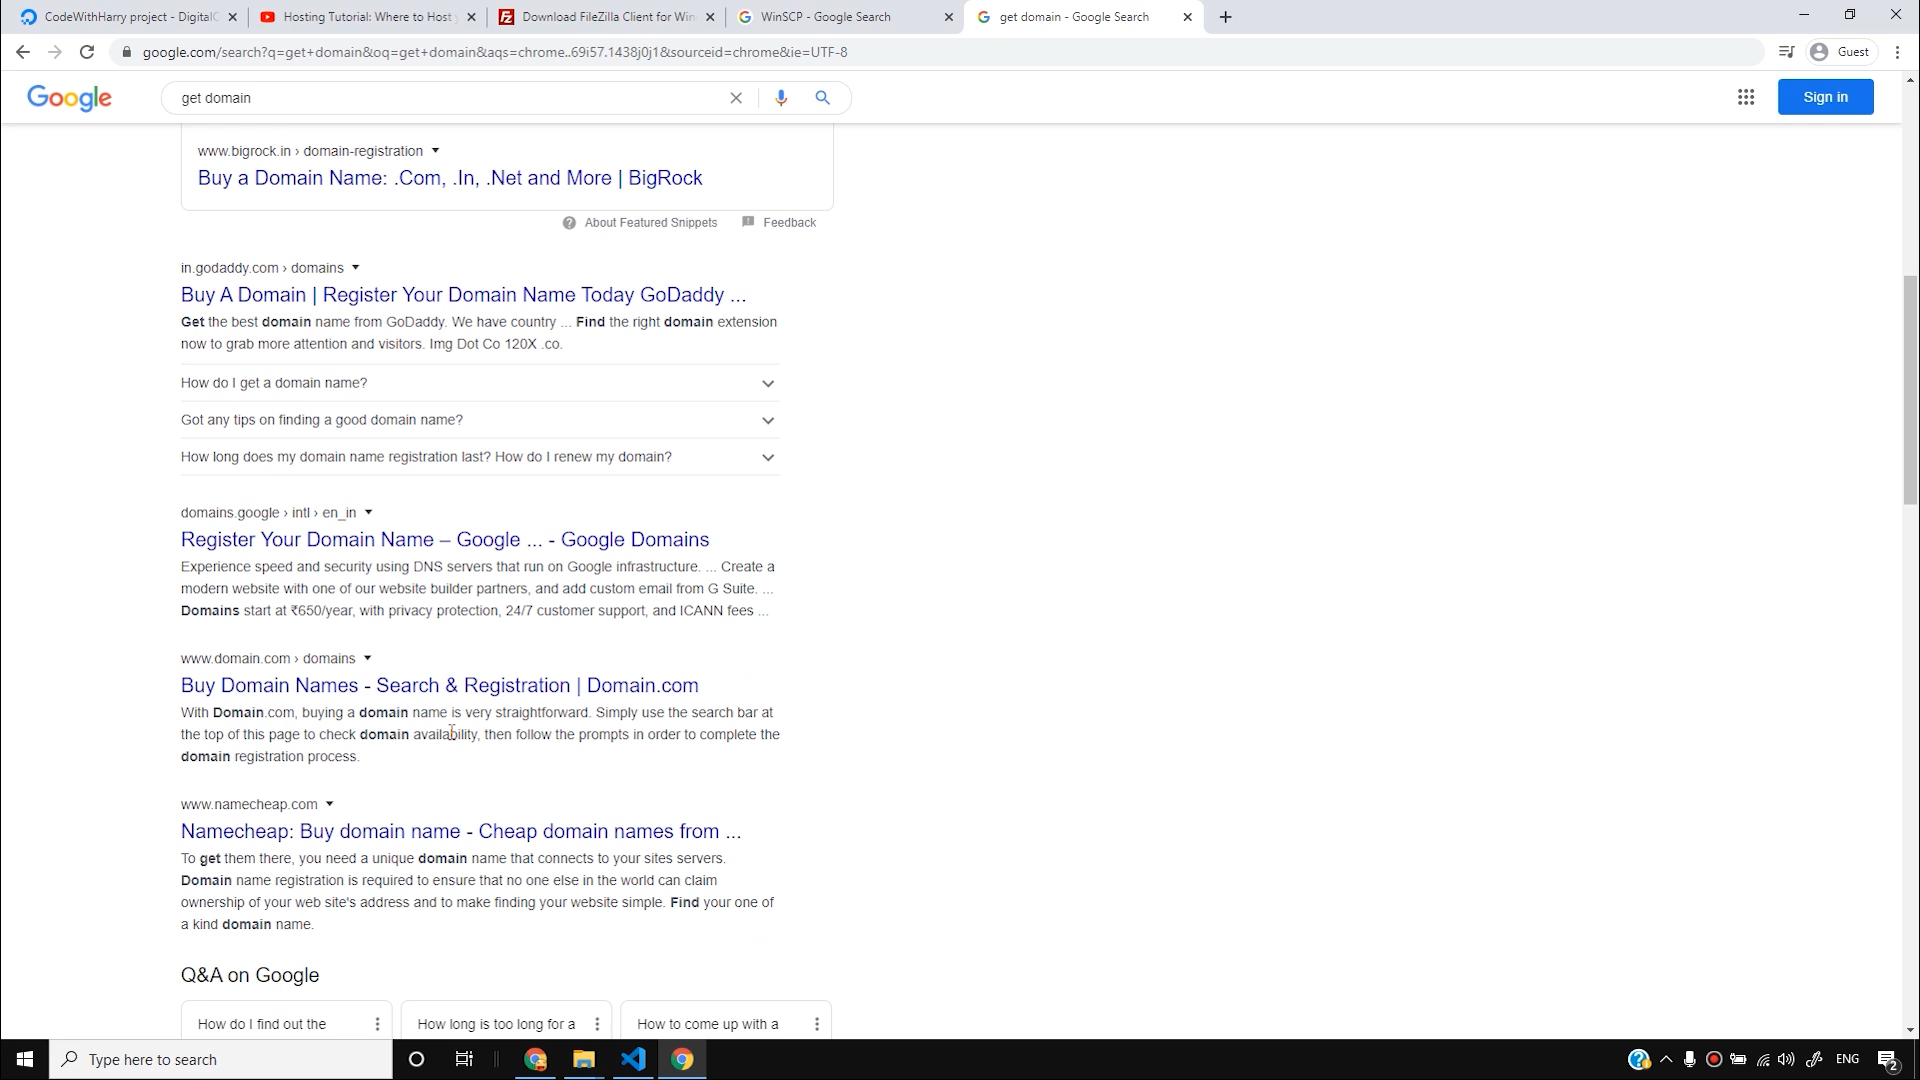 CodeWithHarry project - Digital
Hosting Tutorial: Where to Host
Download FileZilla Client for Win
WinSCP - Google Search
get domain - Google Search
google.com/search?q=get+domain&oq=get+domain&aqs=chrome..69i57.1438j0j1&sourceid=chrome&ie=UTF-8
Guest
Google
get domain
Sign in
www.bigrock.in › domain-registration
Buy a Domain Name: .Com, .In, .Net and More | BigRock
About Featured Snippets
Feedback
in.godaddy.com › domains
Buy A Domain | Register Your Domain Name Today GoDaddy ...
Get the best domain name from GoDaddy. We have country ... Find the right domain extension
now to grab more attention and visitors. Img Dot Co 120X .co.
How do I get a domain name?
Got any tips on finding a good domain name?
How long does my domain name registration last? How do I renew my domain?
domains.google › intl › en_in
Register Your Domain Name – Google ... - Google Domains
Experience speed and security using DNS servers that run on Google infrastructure. ... Create a
modern website with one of our website builder partners, and add custom email from G Suite. ...
Domains start at ₹650/year, with privacy protection, 24/7 customer support, and ICANN fees ...
www.domain.com › domains
Buy Domain Names - Search & Registration | Domain.com
With Domain.com, buying a domain name is very straightforward. Simply use the search bar at
the top of this page to check domain availability, then follow the prompts in order to complete the
domain registration process.
www.namecheap.com
Namecheap: Buy domain name - Cheap domain names from ...
To get them there, you need a unique domain name that connects to your sites servers.
Domain name registration is required to ensure that no one else in the world can claim
ownership of your web site's address and to make finding your website simple. Find your one of
a kind domain name.
Q&A on Google
How do I find out the
How long is too long for a
How to come up with a
Type here to search
ENG
2